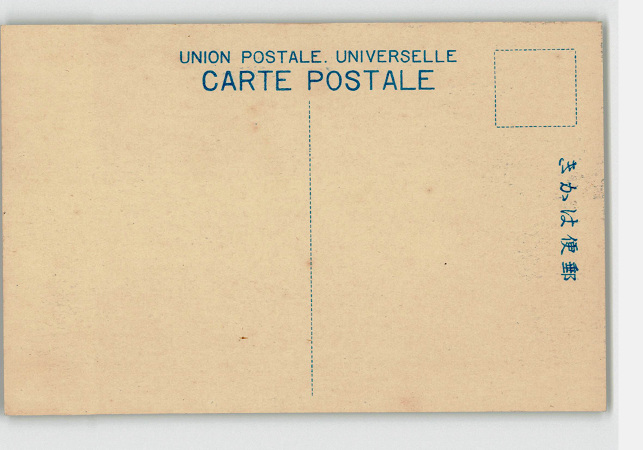 UNION POSTALE. UNIVERSELLE
CARTE POSTALE
郵便はかき